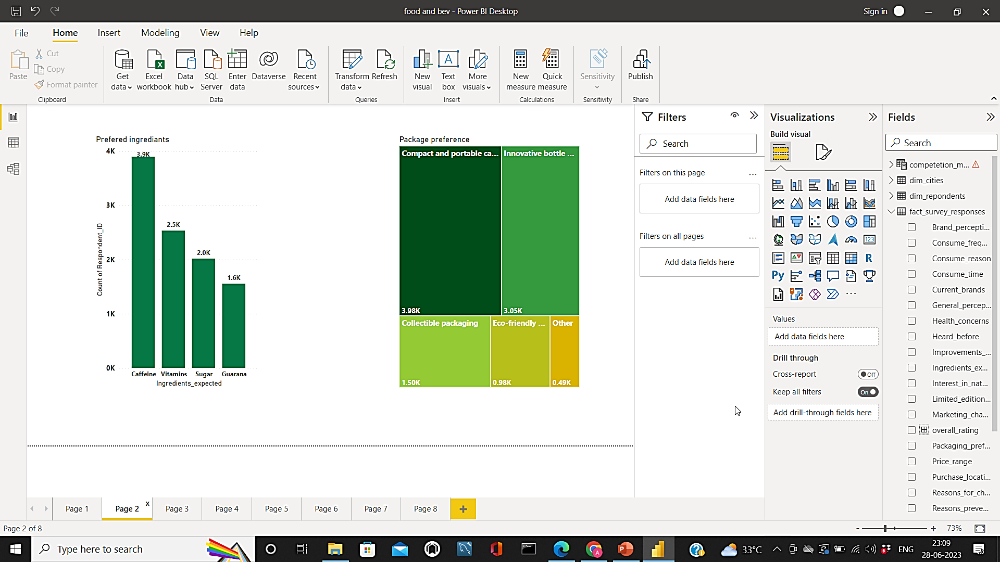 food and bev - Power BI Desktop
Sign in
File Home Insert Modeling View Help
Paste
Cut
Copy
Format painter
Clipboard
Get data
Excel workbook
Data hub
SQL Server
Enter data
Dataverse
Recent sources
Data
Transform data
Refresh
Queries
New visual
Text box
More visuals
Insert
New measure
Quick measure
Calculations
Sensitivity
Sensitivity
Publish
Share
Prefered ingrediants
4K
3K
2K
1K
0K
Count of Respondent_ID
3.9K
2.5K
2.0K
1.6K
Caffeine Vitamins Sugar Guarana
Ingredients_expected
Package preference
Compact and portable ca...
3.98K
Innovative bottle ...
3.05K
Collectible packaging
1.50K
Eco-friendly ...
0.98K
Other
0.49K
Filters
Search
Filters on this page
...
Add data fields here
Filters on all pages
...
Add data fields here
Visualizations
Build visual
123
R
Py
...
Values
Add data fields here
Drill through
Cross-report
Off
Keep all filters
On
Add drill-through fields here
Fields
Search
competetion_m...
dim_cities
dim_repondents
fact_survey_responses
Brand_percepti...
Consume_freq...
Consume_reason
Consume_time
Current_brands
General_percep...
Health_concerns
Heard_before
Improvements_...
Ingredients_ex...
Interest_in_nat...
Limited_edition...
Marketing_cha...
overall_rating
Packaging_pref...
Price_range
Purchase_locati...
Reasons_for_ch...
Reasons_preve...
Page 1 Page 2 x Page 3 Page 4 Page 5 Page 6 Page 7 Page 8 +
Page 2 of 8
- + 73%
Type here to search
33°C
ENG
23:09
28-06-2023